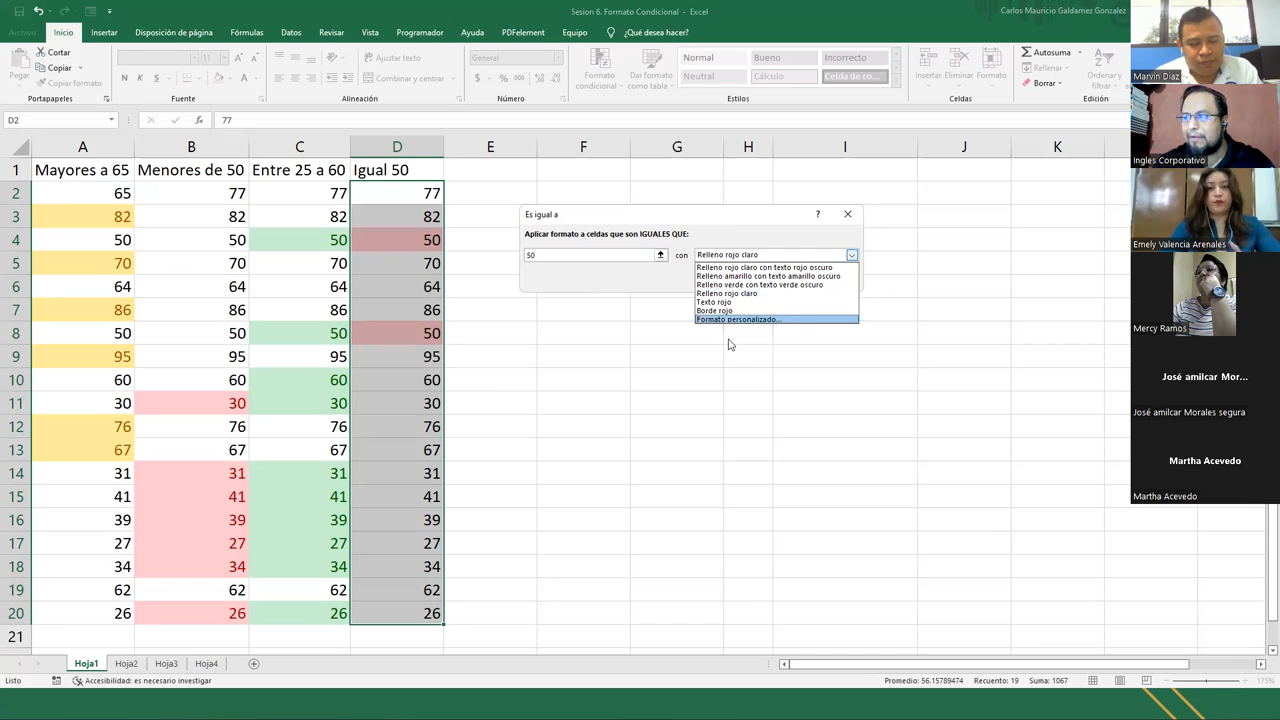 Sesion 6. Formato Condicional - Excel
Carlos Mauricio Galdamez Gonzalez
Archivo Inicio Insertar Disposición de página Fórmulas Datos Revisar Vista Programador Ayuda PDFelement Equipo ¿Qué desea hacer?
Pegar
Cortar
Copiar
Copiar formato
Portapapeles
11
N K S
Fuente
Ajustar texto
Combinar y centrar
Alineación
Número
Formato condicional
Dar formato como tabla
Normal Bueno Incorrecto
Neutral Cálculo Celda de co...
Estilos
Insertar Eliminar Formato
Celdas
Autosuma
Rellenar
Borrar
Ordenar y filtrar
Edición
D2
77
A B C D E F G H I J K
1 Mayores a 65 Menores de 50 Entre 25 a 60 Igual 50
2 65 77 77 77
3 82 82 82 82
4 50 50 50 50
5 70 70 70 70
6 64 64 64 64
7 86 86 86 86
8 50 50 50 50
9 95 95 95 95
10 60 60 60 60
11 30 30 30 30
12 76 76 76 76
13 67 67 67 67
14 31 31 31 31
15 41 41 41 41
16 39 39 39 39
17 27 27 27 27
18 34 34 34 34
19 62 62 62 62
20 26 26 26 26
21
Es igual a
Aplicar formato a celdas que son IGUALES QUE:
50 con Relleno rojo claro
Relleno rojo claro con texto rojo oscuro
Relleno amarillo con texto amarillo oscuro
Relleno verde con texto verde oscuro
Relleno rojo claro
Texto rojo
Borde rojo
Formato personalizado...
Marvin Diaz
Ingles Corporativo
Emely Valencia Arenales
Mercy Ramos
José amilcar Mor...
José amilcar Morales segura
Martha Acevedo
Martha Acevedo
Hoja1 Hoja2 Hoja3 Hoja4
Listo Accesibilidad: es necesario investigar Promedio: 56.15789474 Recuento: 19 Suma: 1067 175%